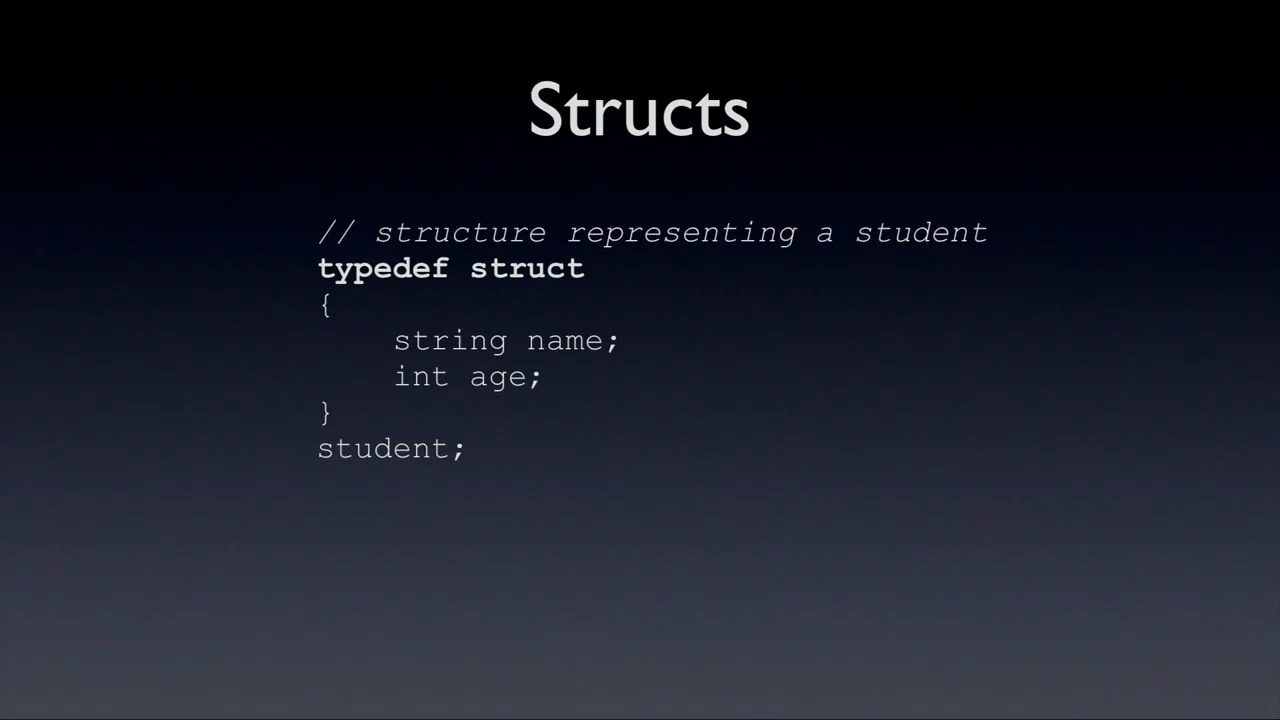 Structs
// structure representing a student
typedef struct
{
    string name;
    int age;
}
student;